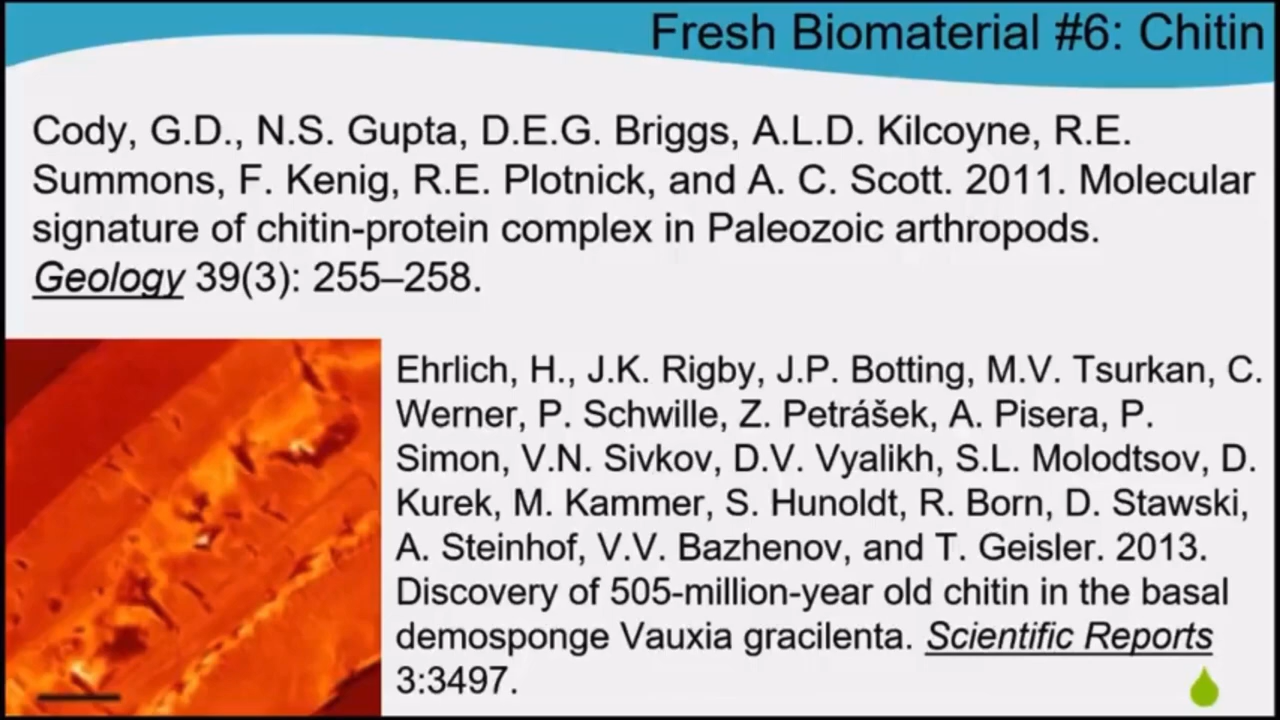 Fresh Biomaterial #6: Chitin
Cody, G.D., N.S. Gupta, D.E.G. Briggs, A.L.D. Kilcoyne, R.E.
Summons, F. Kenig, R.E. Plotnick, and A. C. Scott. 2011. Molecular
signature of chitin-protein complex in Paleozoic arthropods.
Geology 39(3): 255–258.
Ehrlich, H., J.K. Rigby, J.P. Botting, M.V. Tsurkan, C.
Werner, P. Schwille, Z. Petrášek, A. Pisera, P.
Simon, V.N. Sivkov, D.V. Vyalikh, S.L. Molodtsov, D.
Kurek, M. Kammer, S. Hunoldt, R. Born, D. Stawski,
A. Steinhof, V.V. Bazhenov, and T. Geisler. 2013.
Discovery of 505-million-year old chitin in the basal
demosponge Vauxia gracilenta. Scientific Reports
3:3497.